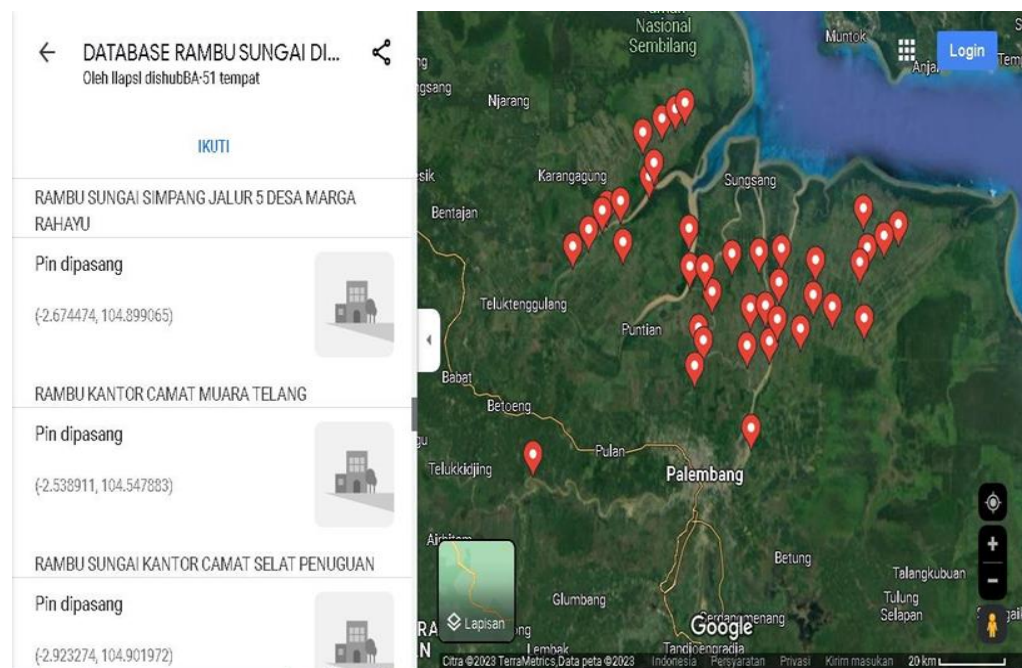 DATABASE RAMBU SUNGAI DI...
Oleh llapsi dishubBA-51 tempat
IKUTI
RAMBU SUNGAI SIMPANG JALUR 5 DESA MARGA
RAHAYU
Pin dipasang
(-2.674474, 104.899065)
RAMBU KANTOR CAMAT MUARA TELANG
Pin dipasang
(-2.538911, 104.547883)
RAMBU SUNGAI KANTOR CAMAT SELAT PENUGUAN
Pin dipasang
(-2.923274, 104.901972)
Nasional
Sembilang
Muntok
Login
Njarang
Karangagung
Sungsang
Bentajan
Teluktenggulang
Puntian
Babat
Betoeng
Pulan
Telukkidjing
Palembang
Betung
Talangkubuan
Tulung
Selapan
Glumbang
Lapisan
Google
Lembak
Tandjoengradja
Citra ©2023 TerraMetrics, Data peta ©2023
Indonesia
Persyaratan
Privasi
Kirim masukan
20 km